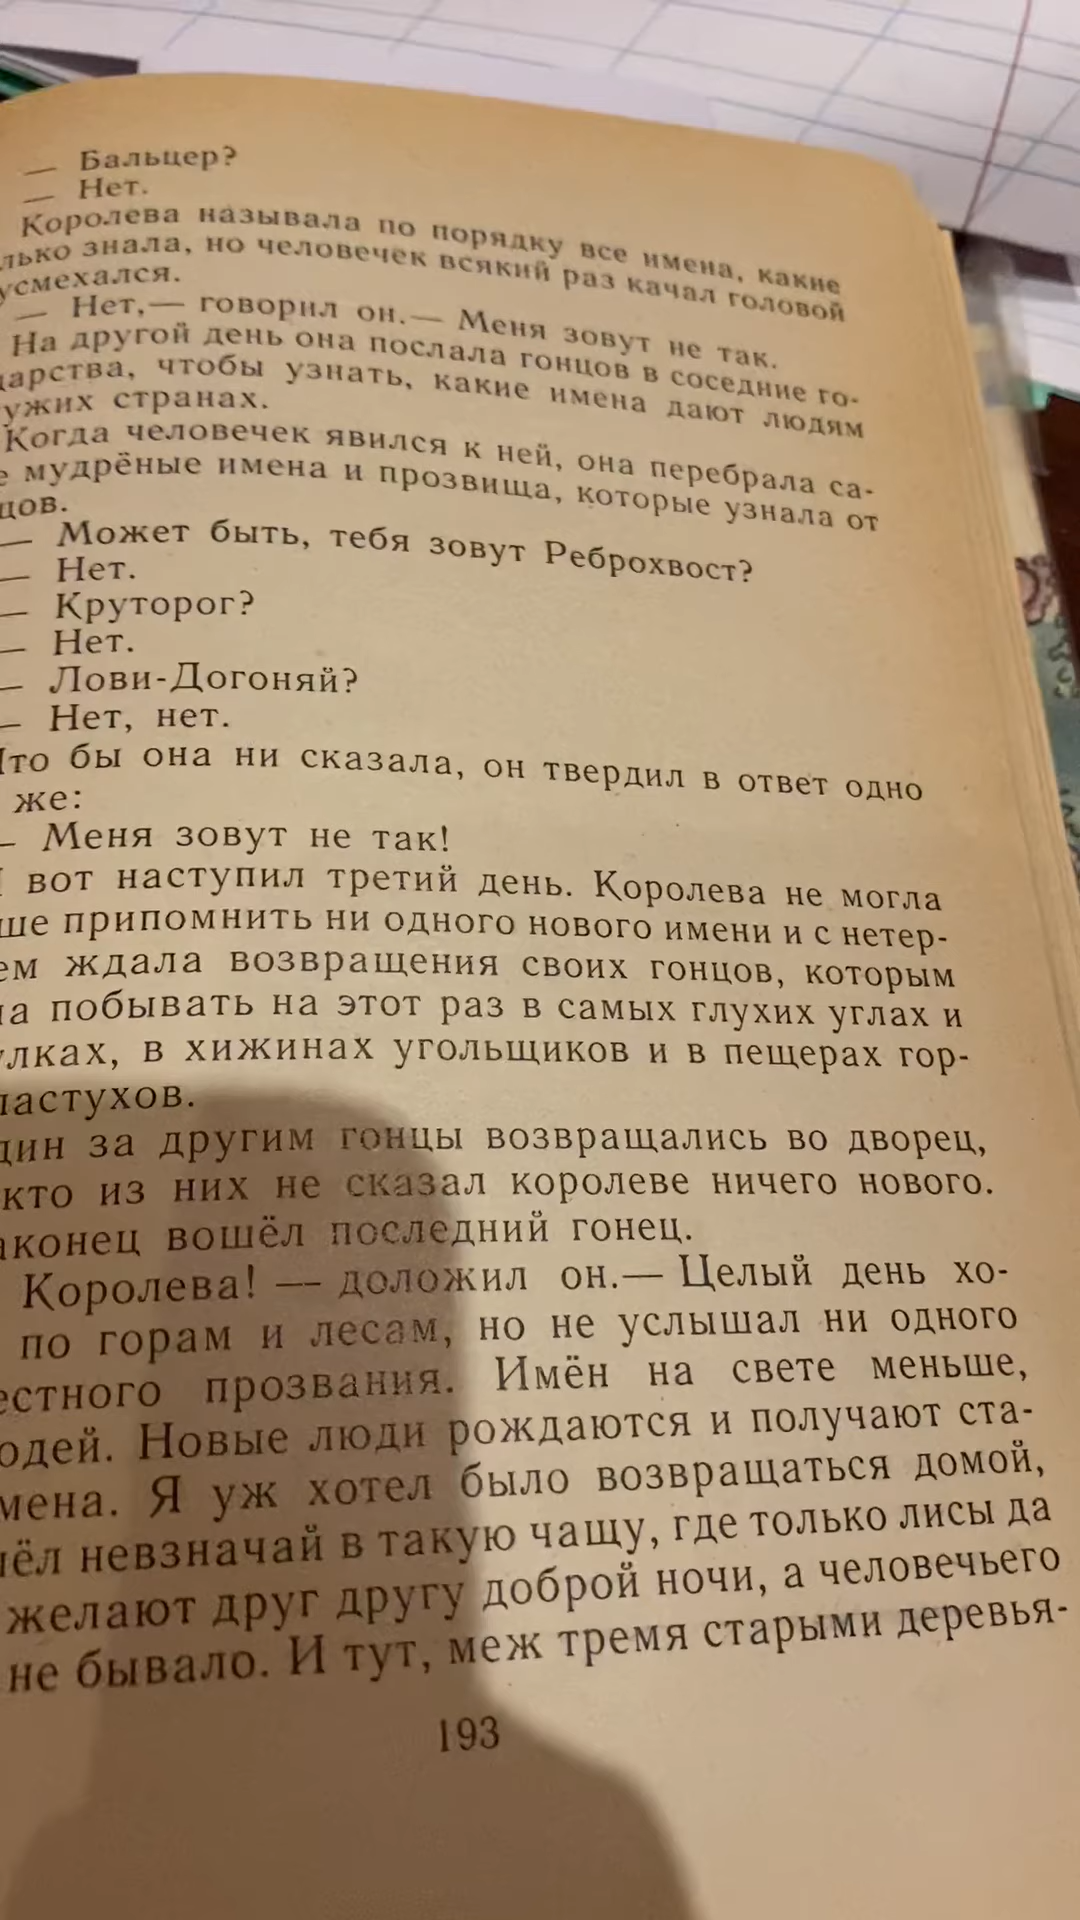 — Бальцер?
— Нет.
Королева называла по порядку все имена, какие
знала, но человечек всякий раз качал головой
усмехался.
— Нет,— говорил он.— Меня зовут не так.
На другой день она послала гонцов в соседние го-
дарства, чтобы узнать, какие имена дают людям
ужих странах.
Когда человечек явился к ней, она перебрала са-
е мудрёные имена и прозвища, которые узнала от
цов.
— Может быть, тебя зовут Реброхвост?
— Нет.
— Круторог?
— Нет.
— Лови-Догоняй?
— Нет, нет.
Что бы она ни сказала, он твердил в ответ одно
же:
— Меня зовут не так!
И вот наступил третий день. Королева не могла
ше припомнить ни одного нового имени и с нетер-
ем ждала возвращения своих гонцов, которым
ла побывать на этот раз в самых глухих углах и
улках, в хижинах угольщиков и в пещерах гор-
пастухов.
дин за другим гонцы возвращались во дворец,
кто из них не сказал королеве ничего нового.
аконец вошёл последний гонец.
Королева! — доложил он.— Целый день хо-
по горам и лесам, но не услышал ни одного
естного прозвания. Имён на свете меньше,
юдей. Новые люди рождаются и получают ста-
мена. Я уж хотел было возвращаться домой,
шёл невзначай в такую чащу, где только лисы да
желают друг другу доброй ночи, а человечьего
не бывало. И тут, меж тремя старыми деревья-
193